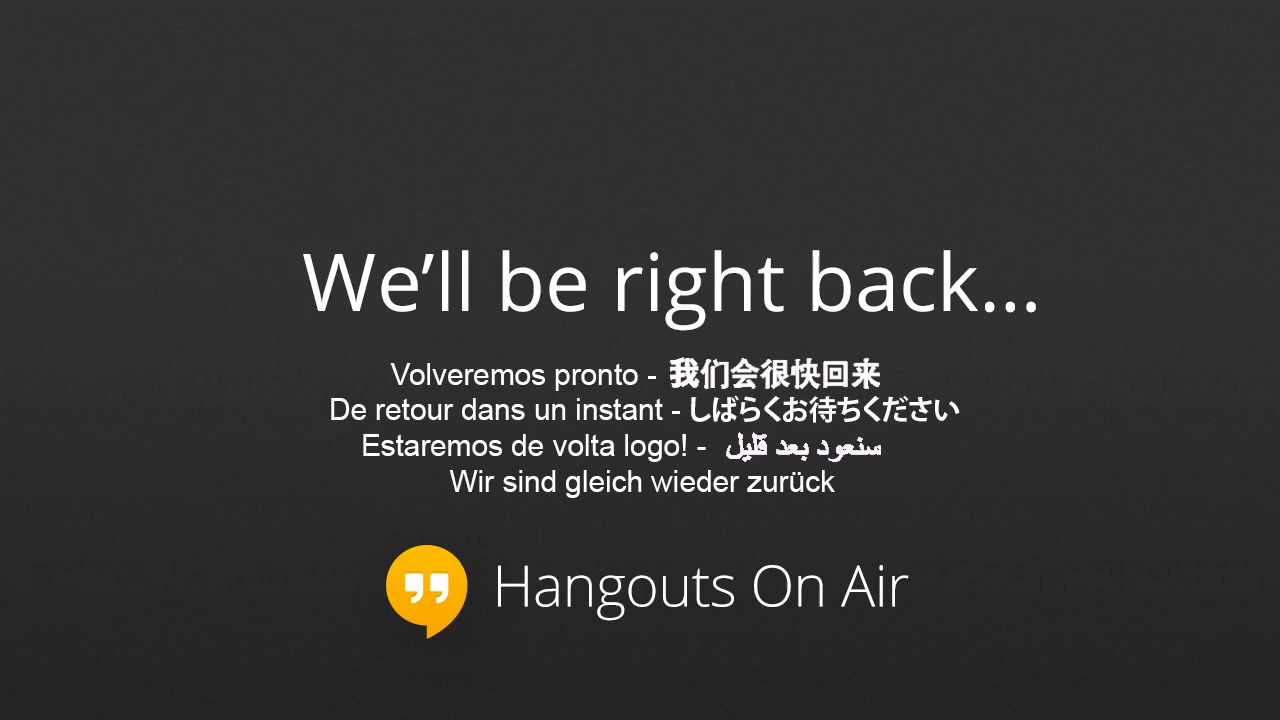 We’ll be right back...
Volveremos pronto - 我们会很快回来
De retour dans un instant - しばらくお待ちください
Estaremos de volta logo! - سنعود بعد قليل
Wir sind gleich wieder zurück
Hangouts On Air